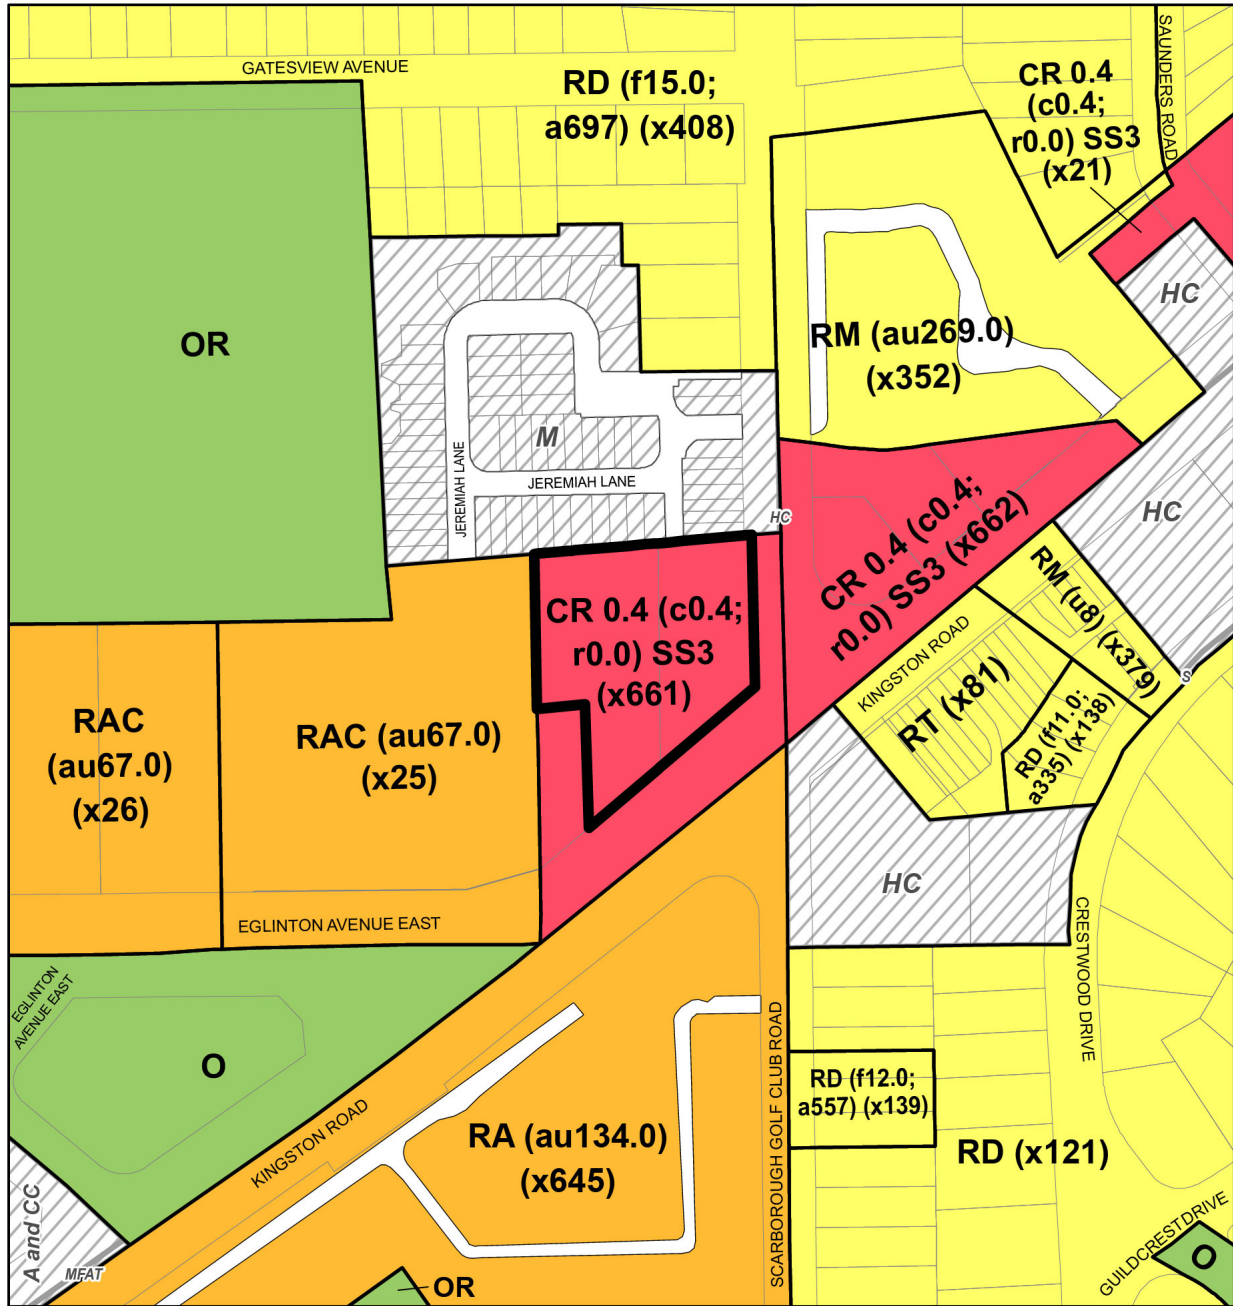 GATESVIEW AVENUE
RD (f15.0;
a697) (x408)
SAUNDERS ROAD
CR 0.4
(c0.4;
r0.0) SS3
(x21)
HC
OR
RM (au269.0)
(x352)
M
JEREMIAH LANE
JEREMIAH LANE
HC
HC
CR 0.4 (c0.4;
r0.0) SS3 (x662)
RM (u8) (x379)
CR 0.4 (c0.4;
r0.0) SS3
(x661)
KINGSTON ROAD
RT (x81)
RD (f11.0;
a335) (x138)
S
RAC
(au67.0)
(x26)
RAC (au67.0)
(x25)
HC
EGLINTON AVENUE EAST
CRESTWOOD DRIVE
EGLINTON
AVENUE EAST
O
KINGSTON ROAD
SCARBOROUGH GOLF CLUB ROAD
RD (f12.0;
a557) (x139)
RA (au134.0)
(x645)
RD (x121)
A and CC
MFAT
OR
GUILDCREST DRIVE
O